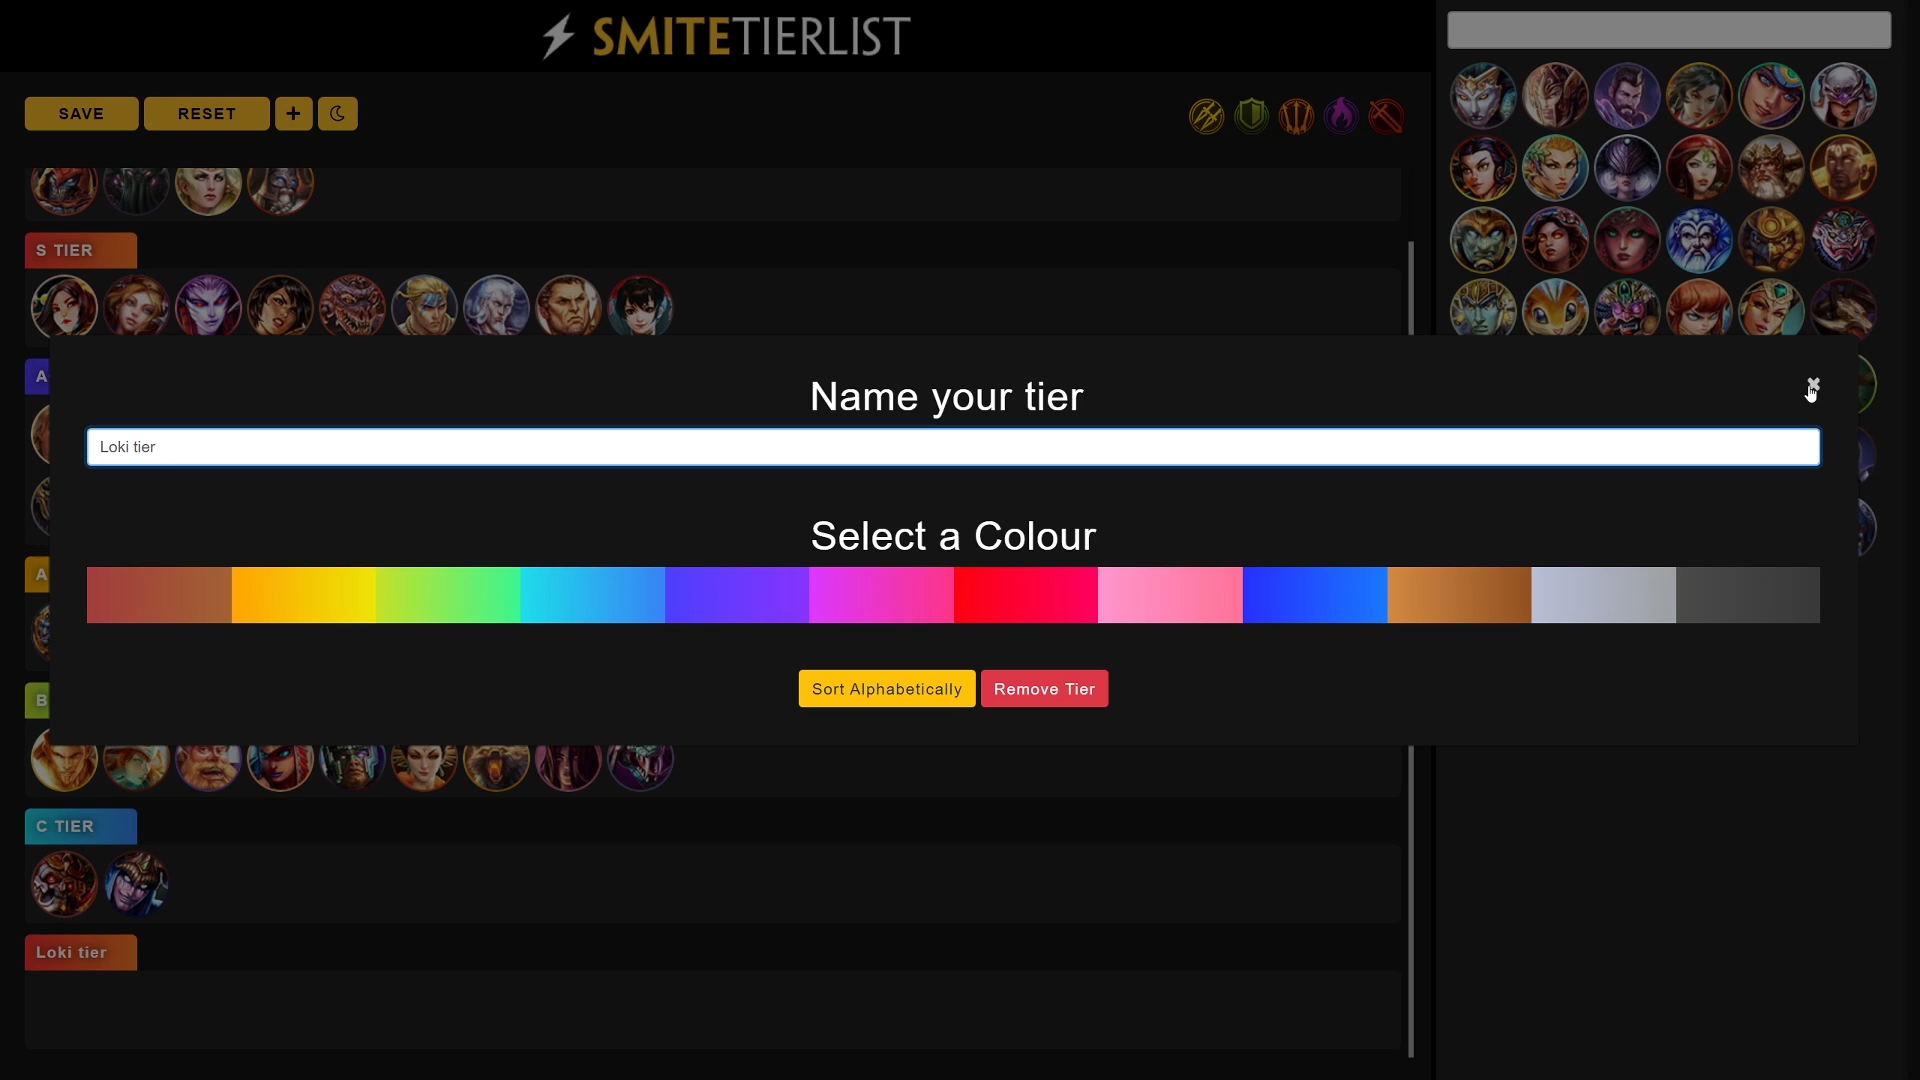 SMITETIERLIST
SAVE
RESET
+
S TIER
A
Name your tier
Loki tier
Select a Colour
A
Sort Alphabetically
Remove Tier
B
C TIER
Loki tier